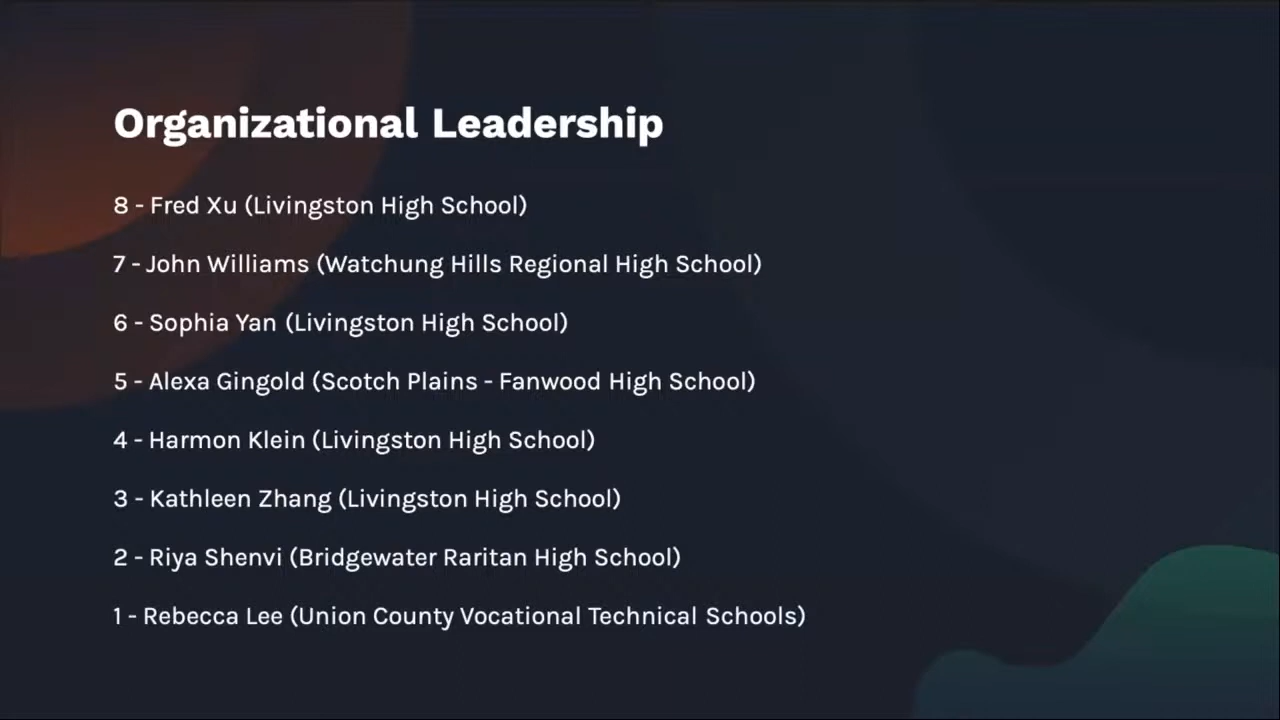 Organizational Leadership
8 - Fred Xu (Livingston High School)
7 - John Williams (Watchung Hills Regional High School)
6 - Sophia Yan (Livingston High School)
5 - Alexa Gingold (Scotch Plains - Fanwood High School)
4 - Harmon Klein (Livingston High School)
3 - Kathleen Zhang (Livingston High School)
2 - Riya Shenvi (Bridgewater Raritan High School)
1 - Rebecca Lee (Union County Vocational Technical Schools)